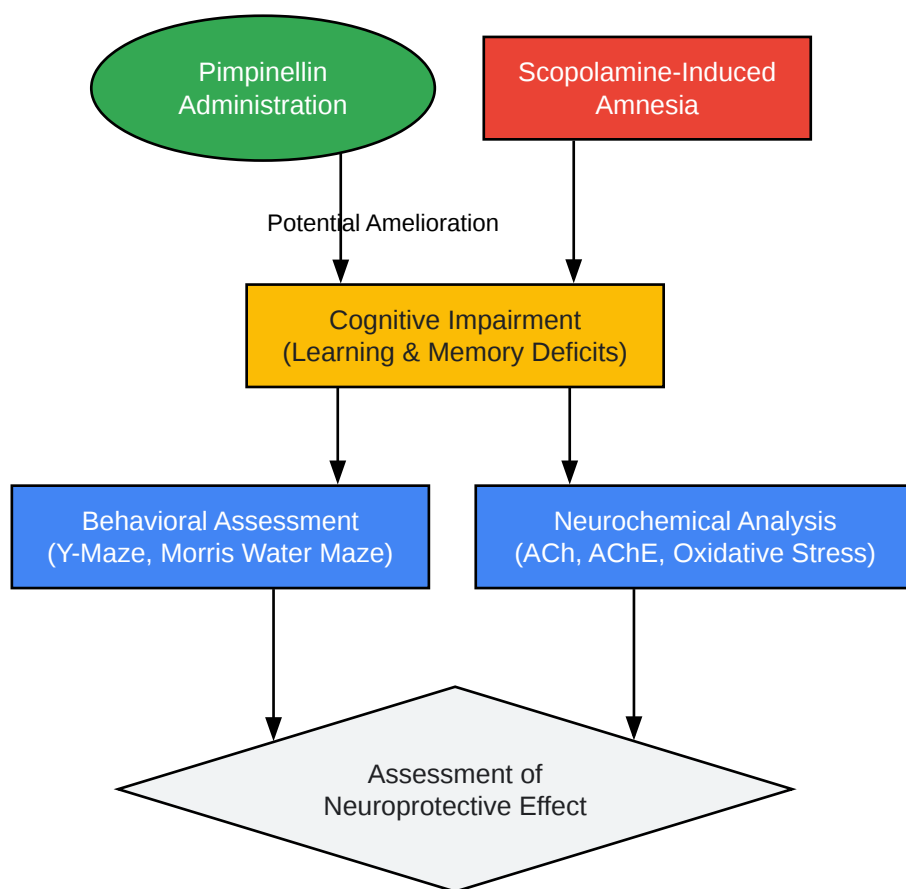 Pimpinellin
Administration
Scopolamine-Induced
Amnesia
Potential Amelioration
Cognitive Impairment
(Learning & Memory Deficits)
Behavioral Assessment
(Y-Maze, Morris Water Maze)
Neurochemical Analysis
(ACh, AChE, Oxidative Stress)
Assessment of
Neuroprotective Effect